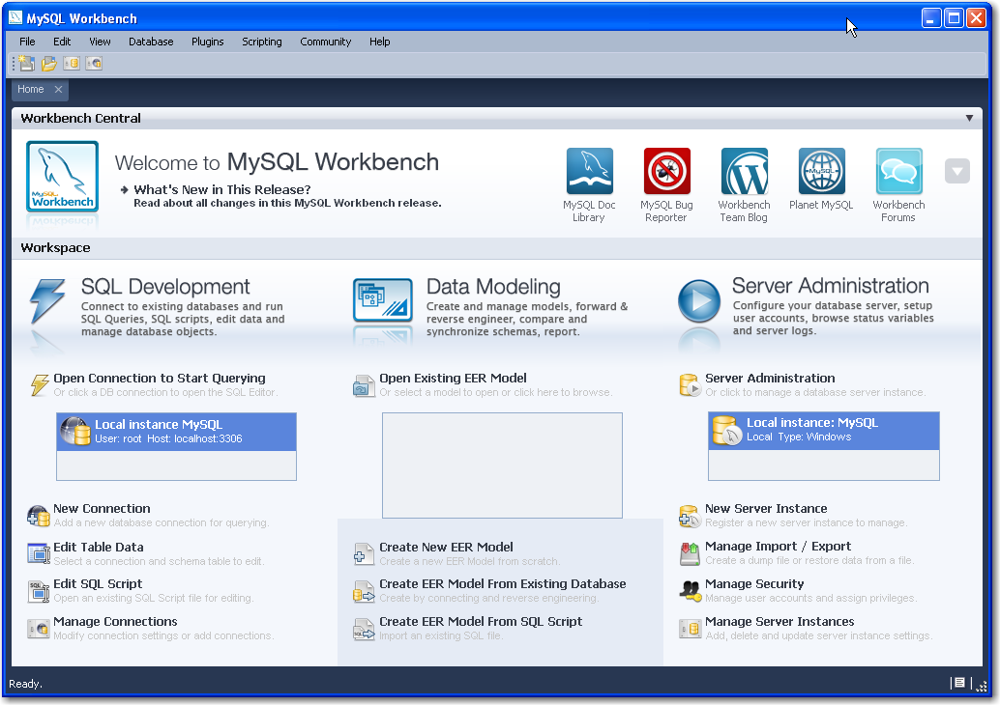 MySQL Workbench
File Edit View Database Plugins Scripting Community Help
Home
Workbench Central
MySQL
Workbench
Welcome to MySQL Workbench
What's New in This Release?
Read about all changes in this MySQL Workbench release.
MySQL Doc
Library
MySQL Bug
Reporter
Workbench
Team Blog
MySQL
Planet MySQL
Workbench
Forums
Workspace
SQL Development
Connect to existing databases and run
SQL Queries, SQL scripts, edit data and
manage database objects.
Open Connection to Start Querying
Or click a DB connection to open the SQL Editor.
Local instance MySQL
User: root Host: localhost:3306
New Connection
Add a new database connection for querying.
Edit Table Data
Select a connection and schema table to edit.
SQL
Edit SQL Script
Open an existing SQL Script file for editing.
Manage Connections
Modify connection settings or add connections.
Data Modeling
Create and manage models, forward &
reverse engineer, compare and
synchronize schemas, report.
Open Existing EER Model
Or select a model to open or click here to browse.
Create New EER Model
Create a new EER Model from scratch.
Create EER Model From Existing Database
Create by connecting and reverse engineering.
SQL
Create EER Model From SQL Script
Import an existing SQL file.
Server Administration
Configure your database server, setup
user accounts, browse status variables
and server logs.
Server Administration
Or click to manage a database server instance.
Local instance: MySQL
Local Type: Windows
New Server Instance
Register a new server instance to manage.
Manage Import / Export
Create a dump file or restore data from a file.
Manage Security
Manage user accounts and assign privileges.
Manage Server Instances
Add, delete and update server instance settings.
Ready.